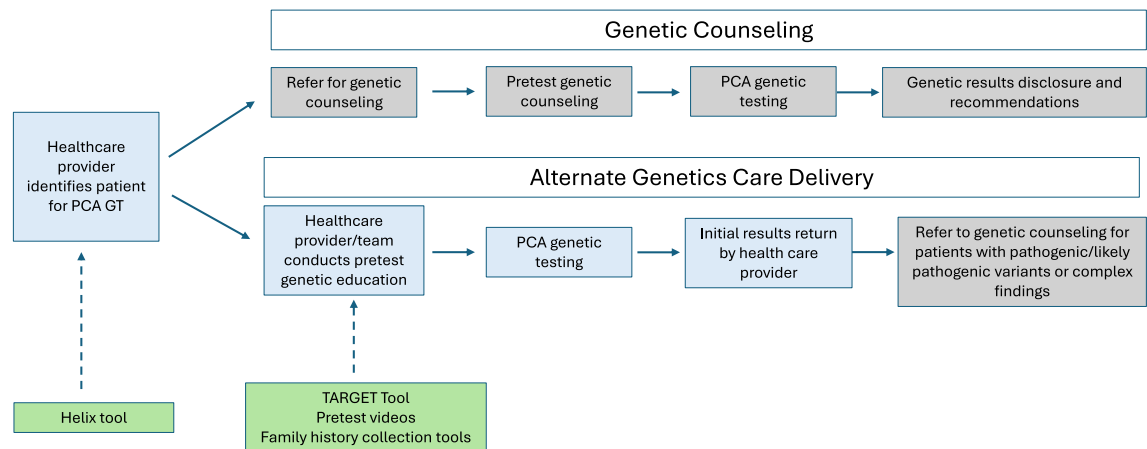 Genetic Counseling
Refer for genetic
counseling
Pretest genetic
counseling
PCA genetic
testing
Genetic results disclosure and
recommendations
Healthcare
provider
identifies patient
for PCA GT
Alternate Genetics Care Delivery
Healthcare
provider/team
conducts pretest
genetic education
PCA genetic
testing
Initial results return
by health care
provider
Refer to genetic counseling for
patients with pathogenic/likely
pathogenic variants or complex
findings
Helix tool
TARGET Tool
Pretest videos
Family history collection tools